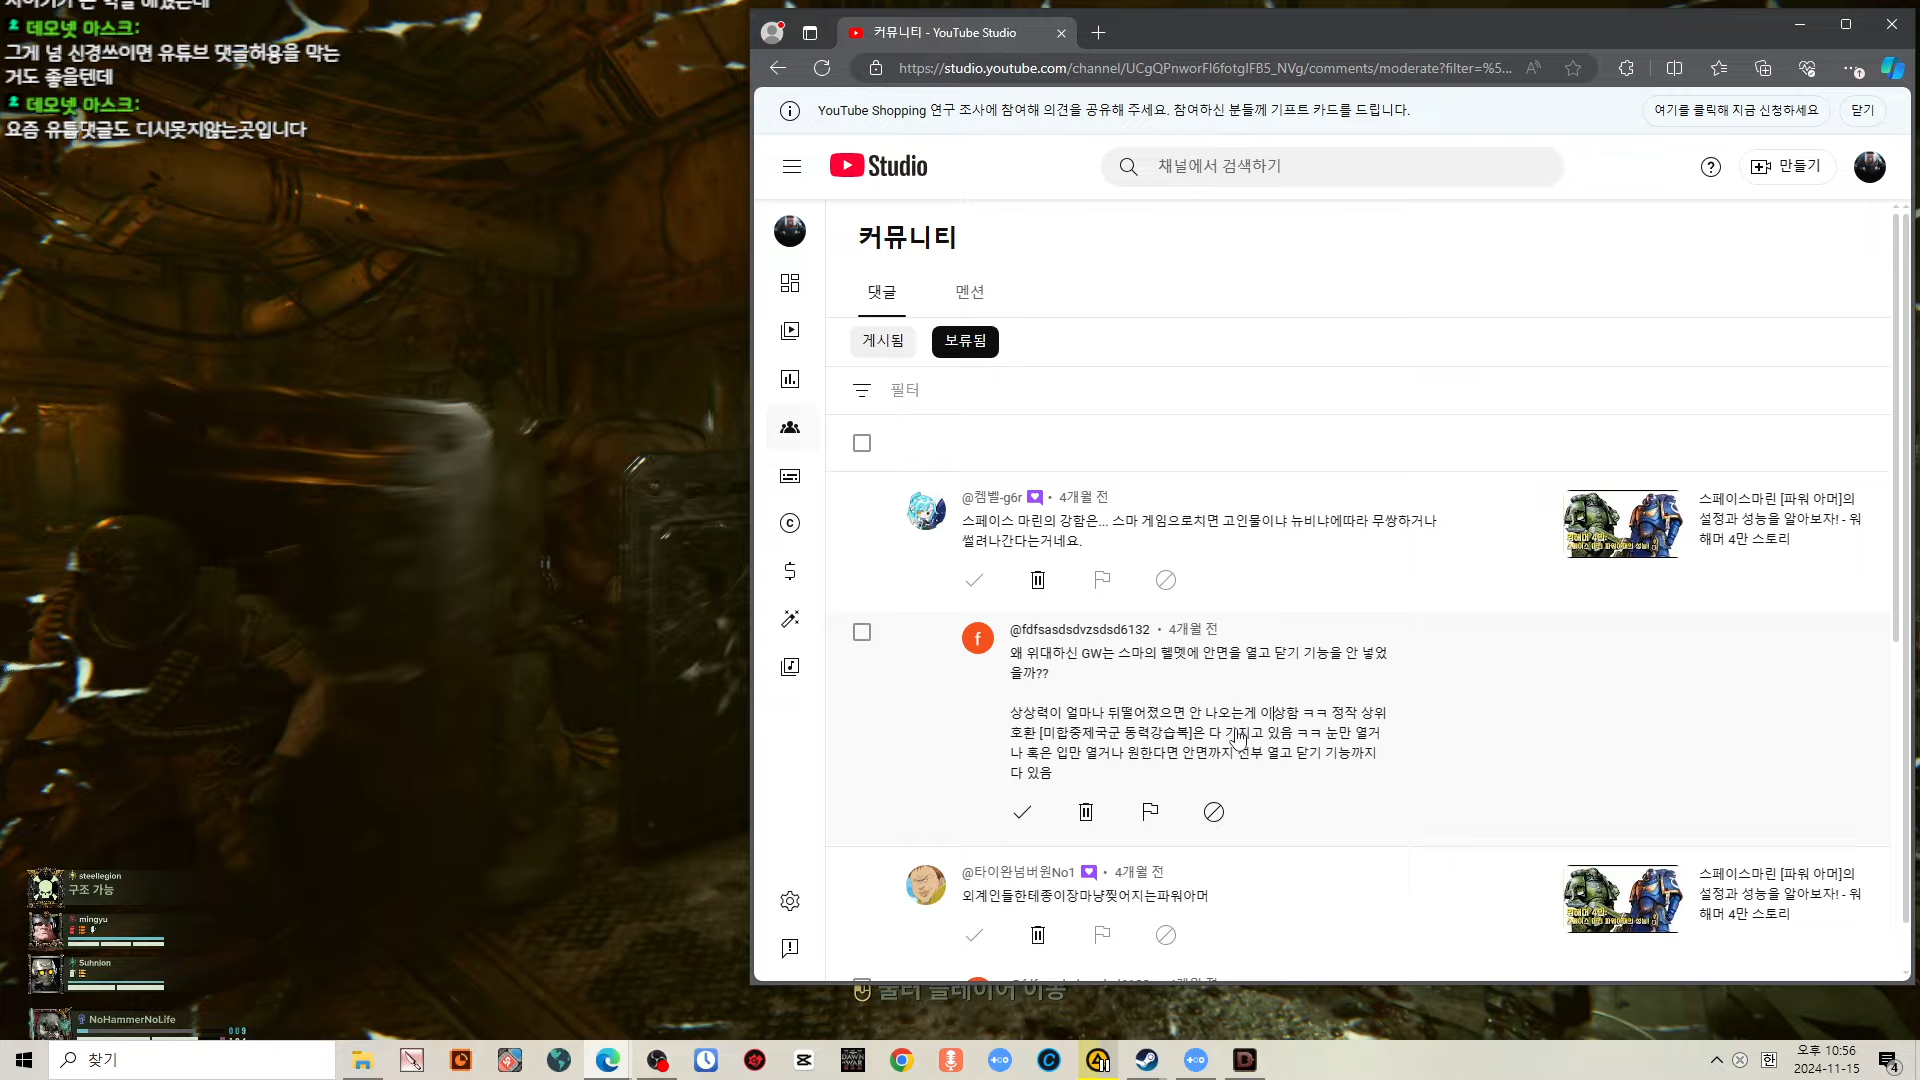 데모넷 아스크:
그게 넘 신경쓰이면 유튜브 댓글허용을 막는
거도 좋을텐데
데모넷 아스크:
요즘 유튭댓글도 디시못지않는곳입니다
steellegion
구조 가능
mingyu
Suhnion
NoHammerNoLife
커뮤니티 - YouTube Studio
https://studio.youtube.com/channel/UCgQPnworFl6fotgIFB5_NVg/comments/moderate?filter=%5...
YouTube Shopping 연구 조사에 참여해 의견을 공유해 주세요. 참여하신 분들께 기프트 카드를 드립니다.
여기를 클릭해 지금 신청하세요
닫기
Studio
채널에서 검색하기
만들기
커뮤니티
댓글
멘션
게시됨
보류됨
필터
@켐벨-g6r • 4개월 전
스페이스 마린의 강함은... 스마 게임으로치면 고인물이냐 뉴비냐에따라 무쌍하거나
썰려나간다는거네요.
스페이스마린 [파워 아머]의
설정과 성능을 알아보자! - 워
해머 4만 스토리
@fdfsasdsdvzsdsd6132 • 4개월 전
왜 위대하신 GW는 스마의 헬멧에 안면을 열고 닫기 기능을 안 넣었
을까??
상상력이 얼마나 뒤떨어졌으면 안 나오는게 이상함 ㅋㅋ 정작 상위
호환 [미합중제국군 동력강습복]은 다 가지고 있음 ㅋㅋ 눈만 열거
나 혹은 입만 열거나 원한다면 안면까지 전부 열고 닫기 기능까지
다 있음
@타이완넘버원No1 • 4개월 전
외계인들한테종이장마냥찢어지는파워아머
스페이스마린 [파워 아머]의
설정과 성능을 알아보자! - 워
해머 4만 스토리
찾기
오후 10:56
2024-11-15
한
4